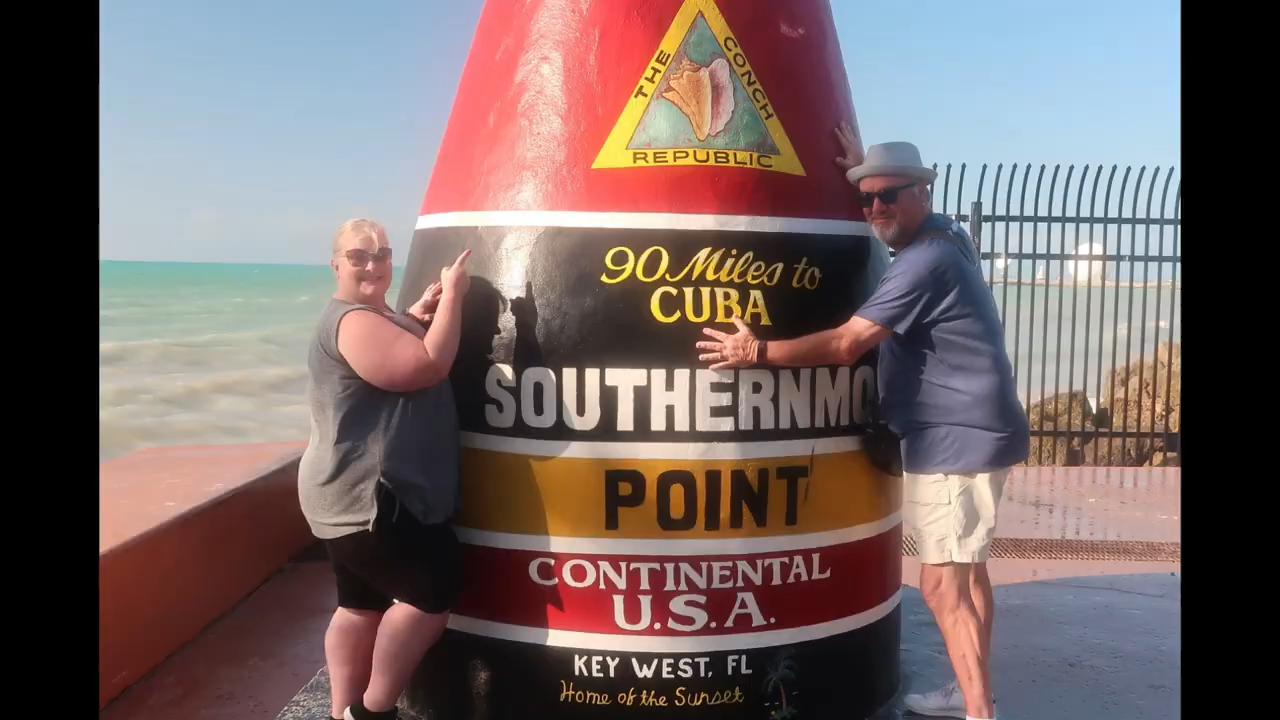 THE CONCH
REPUBLIC
90 Miles to
CUBA
SOUTHERNMO
POINT
CONTINENTAL
U.S.A.
KEY WEST, FL
Home of the Sunset